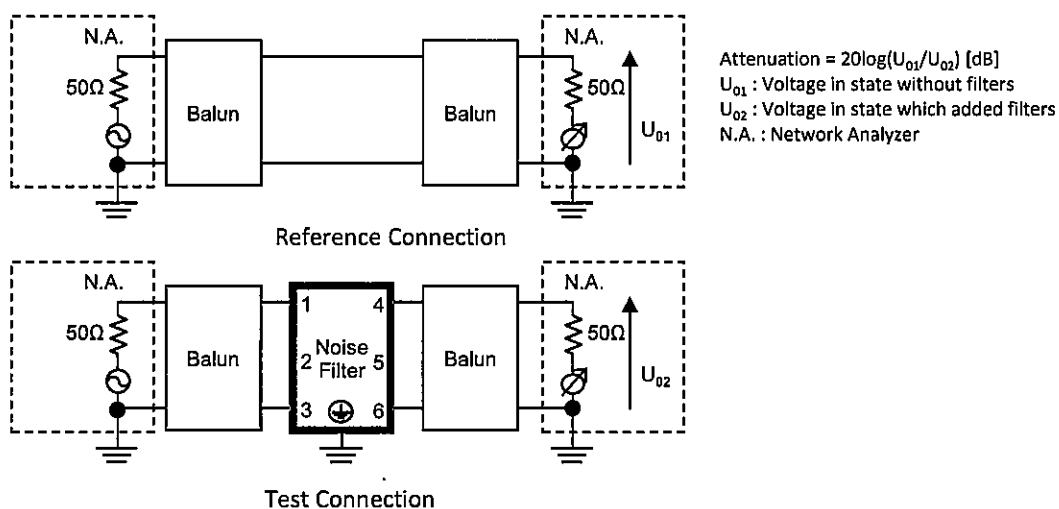 N.A.
50Ω
Balun
Balun
N.A.
50Ω
U01
Attenuation = 20log(U01/U02) [dB]
U01 : Voltage in state without filters
U02 : Voltage in state which added filters
N.A. : Network Analyzer
Reference Connection
N.A.
50Ω
Balun
1 4
2 Noise Filter 5
3 6
Balun
N.A.
50Ω
U02
Test Connection